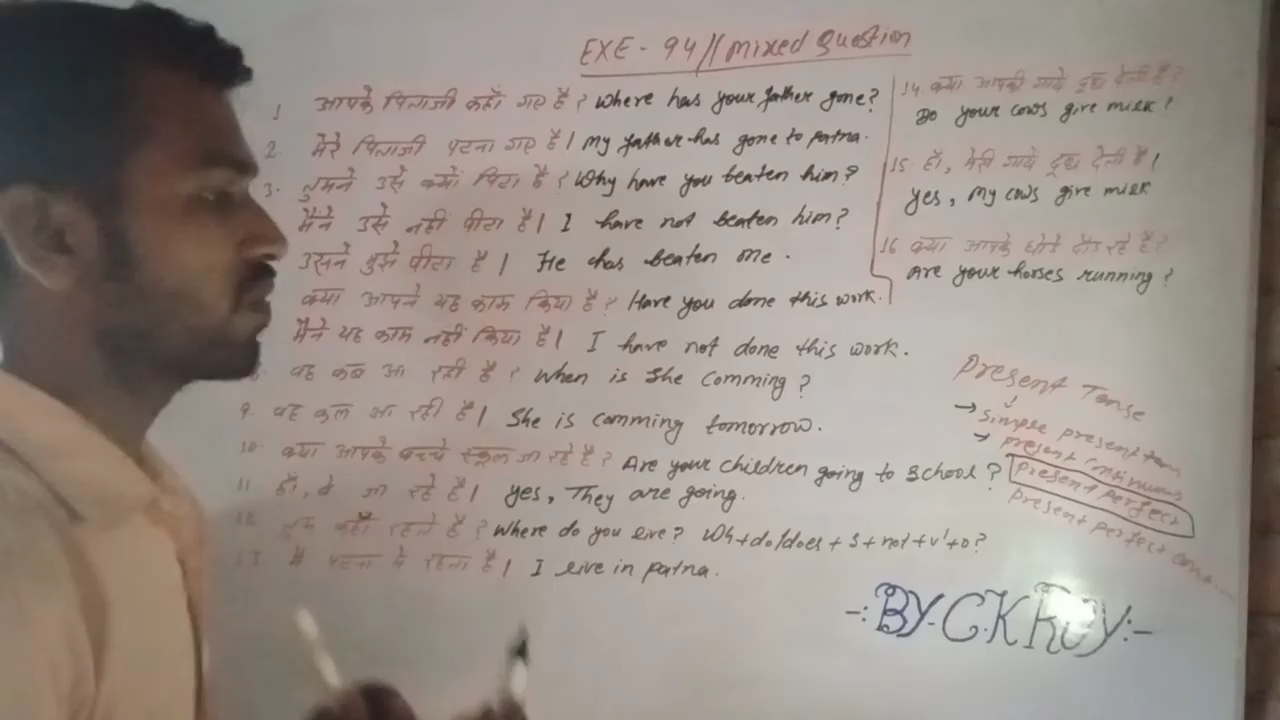 EXE - 94 // mixed Question
1 आपके पिताजी कहाँ गए है? Where has your father gone?
2. मेरे पिताजी पटना गए है। my father has gone to patna.
3. तुमने उसे क्यों पिटा है? Why have you beaten him?
मैंने उसे नहीं पीटा है। I have not beaten him?
उसने मुझे पीटा है। He has beaten me.
क्या आपने यह काम किया है? Have you done this work.
मैंने यह काम नहीं किया है। I have not done this work.
वह कब आ रही है? When is She Comming?
9. वह कल आ रही है। She is comming tomorrow.
10. क्या आपके बच्चे स्कूल जा रहे है? Are your children going to school?
11 हाँ, वे जा रहे है। yes, They are going.
12. तुम कहाँ रहते है? Where do you live? Wh+do/does+s+not+v'+o?
13 मै पटना मे रहता है। I live in patna.
14. क्या आपकी गाये दूध देती है?
Do your cows give milk?
15. हाँ, मेरी गाये दूध देती है।
yes, my cows give milk
16 क्या आपके घोडे दौड रहे है?
Are your horses running?
Present Tense
→ Simple present ten
→ present continuous
Present perfect
present perfect cont....
-: BY-C.K ROY:-